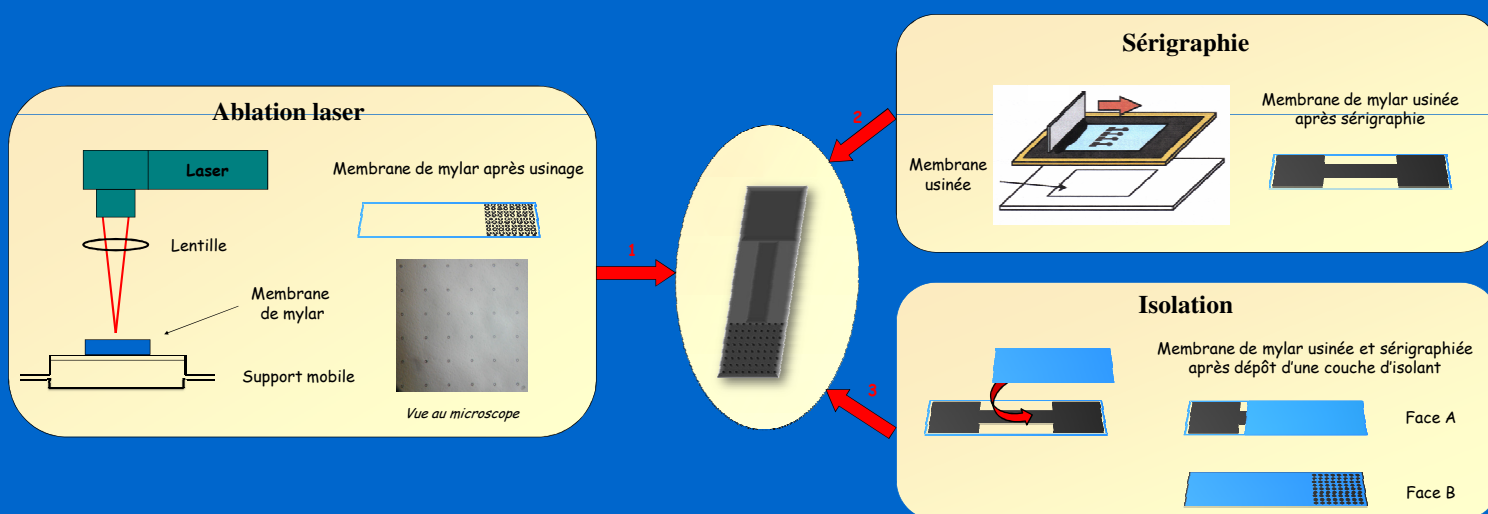 Ablation laser
Laser
Membrane de mylar après usinage
Lentille
Membrane
de mylar
Support mobile
Vue au microscope
1
2
3
Sérigraphie
Membrane de mylar usinée
après sérigraphie
Membrane
usinée
Isolation
Membrane de mylar usinée et sérigraphiée
après dépôt d'une couche d'isolant
Face A
Face B